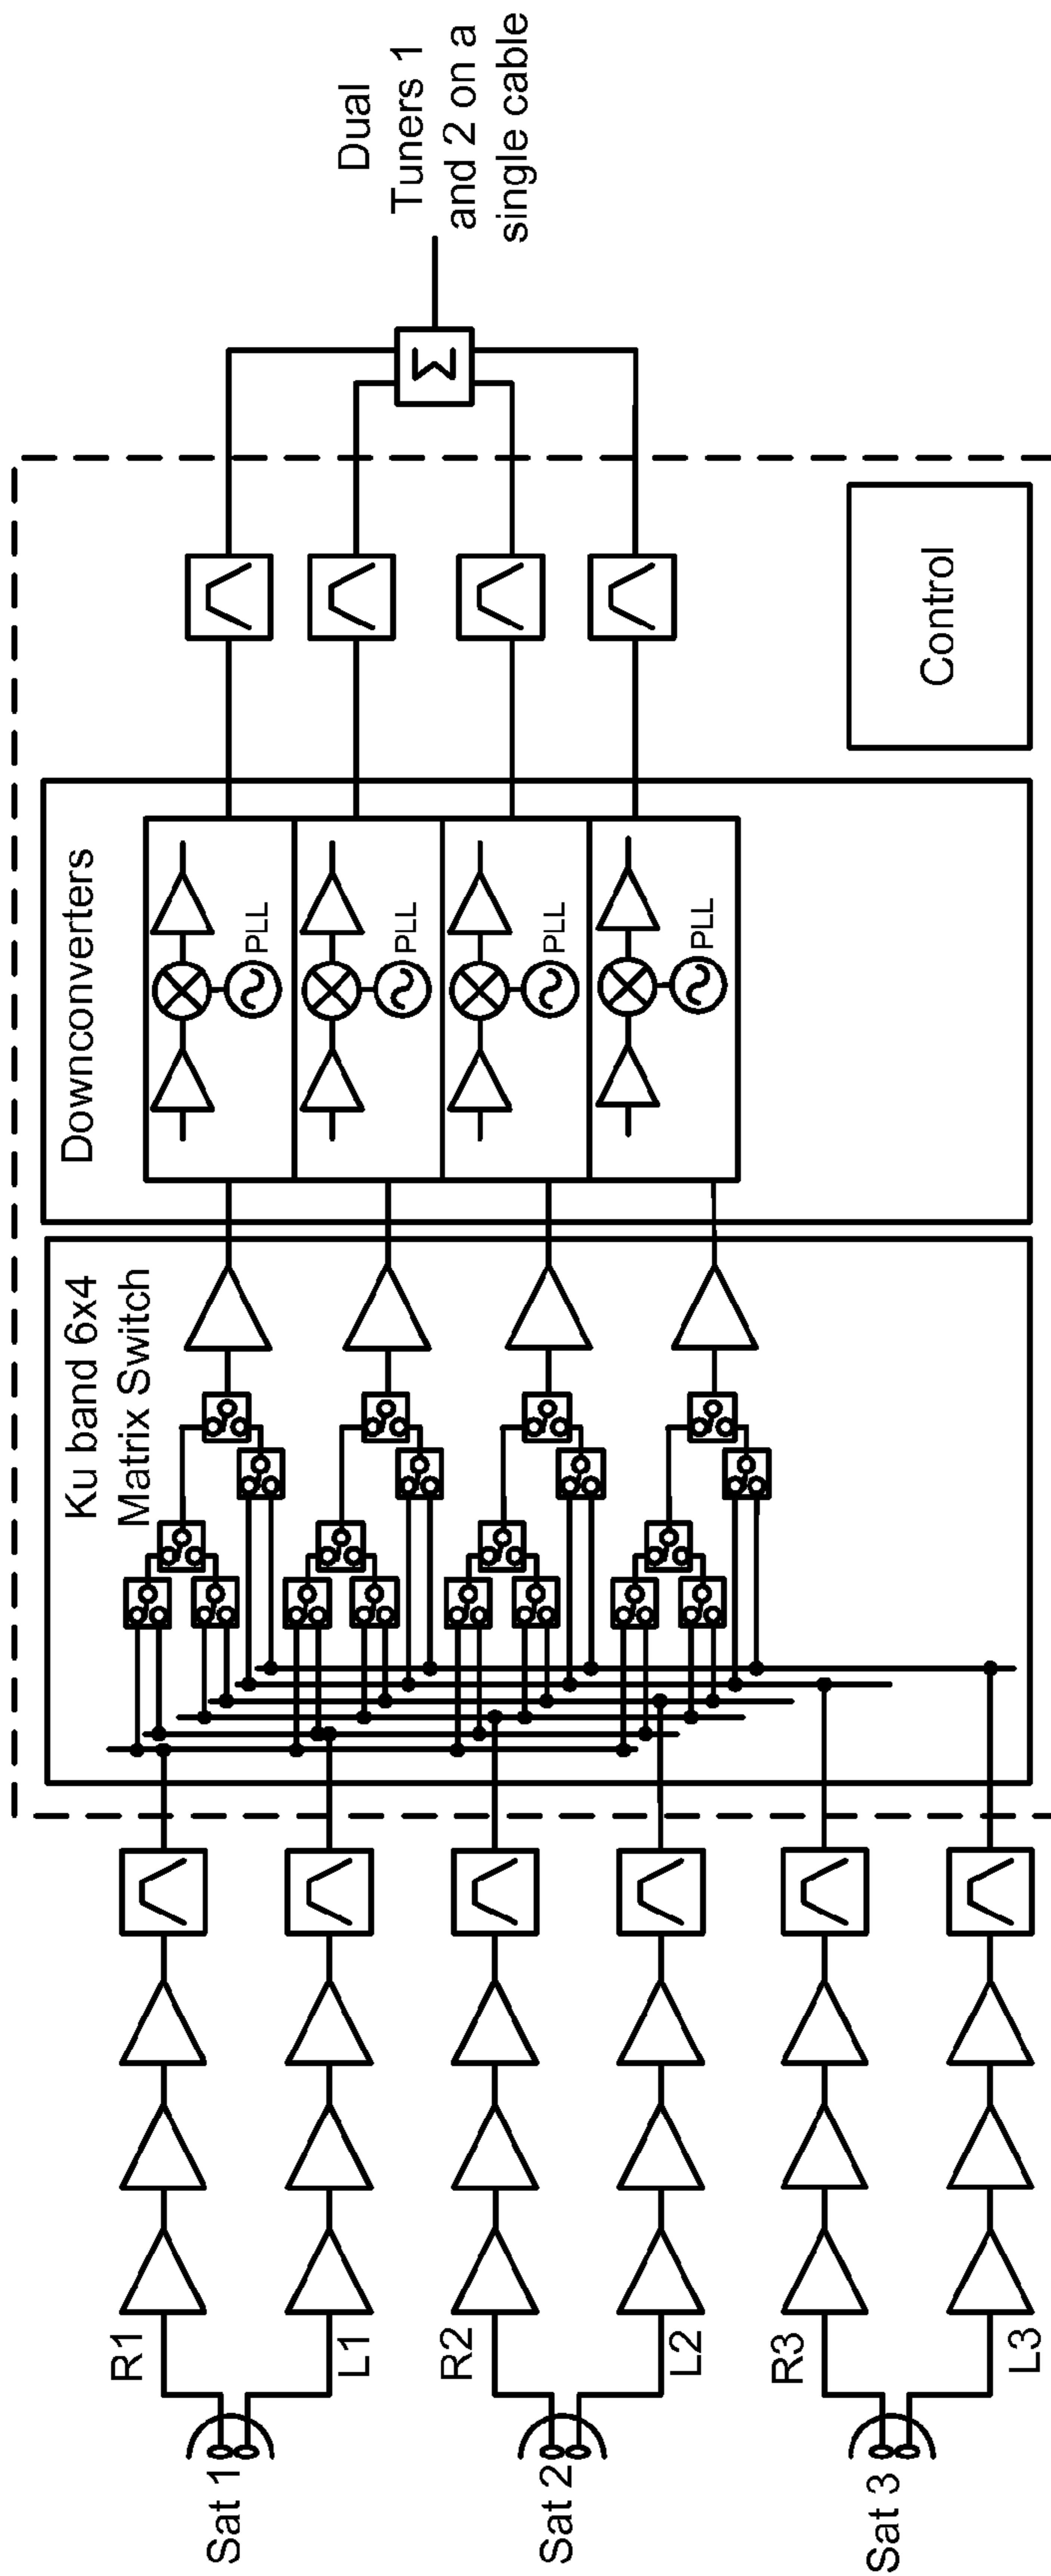 Sat 1
R1
L1
Sat 2
R2
L2
Sat 3
R3
L3
Ku band 6x4
Matrix Switch
Downconverters
PLL
PLL
PLL
PLL
Control
Dual
Tuners 1
and 2 on a
single cable
Σ